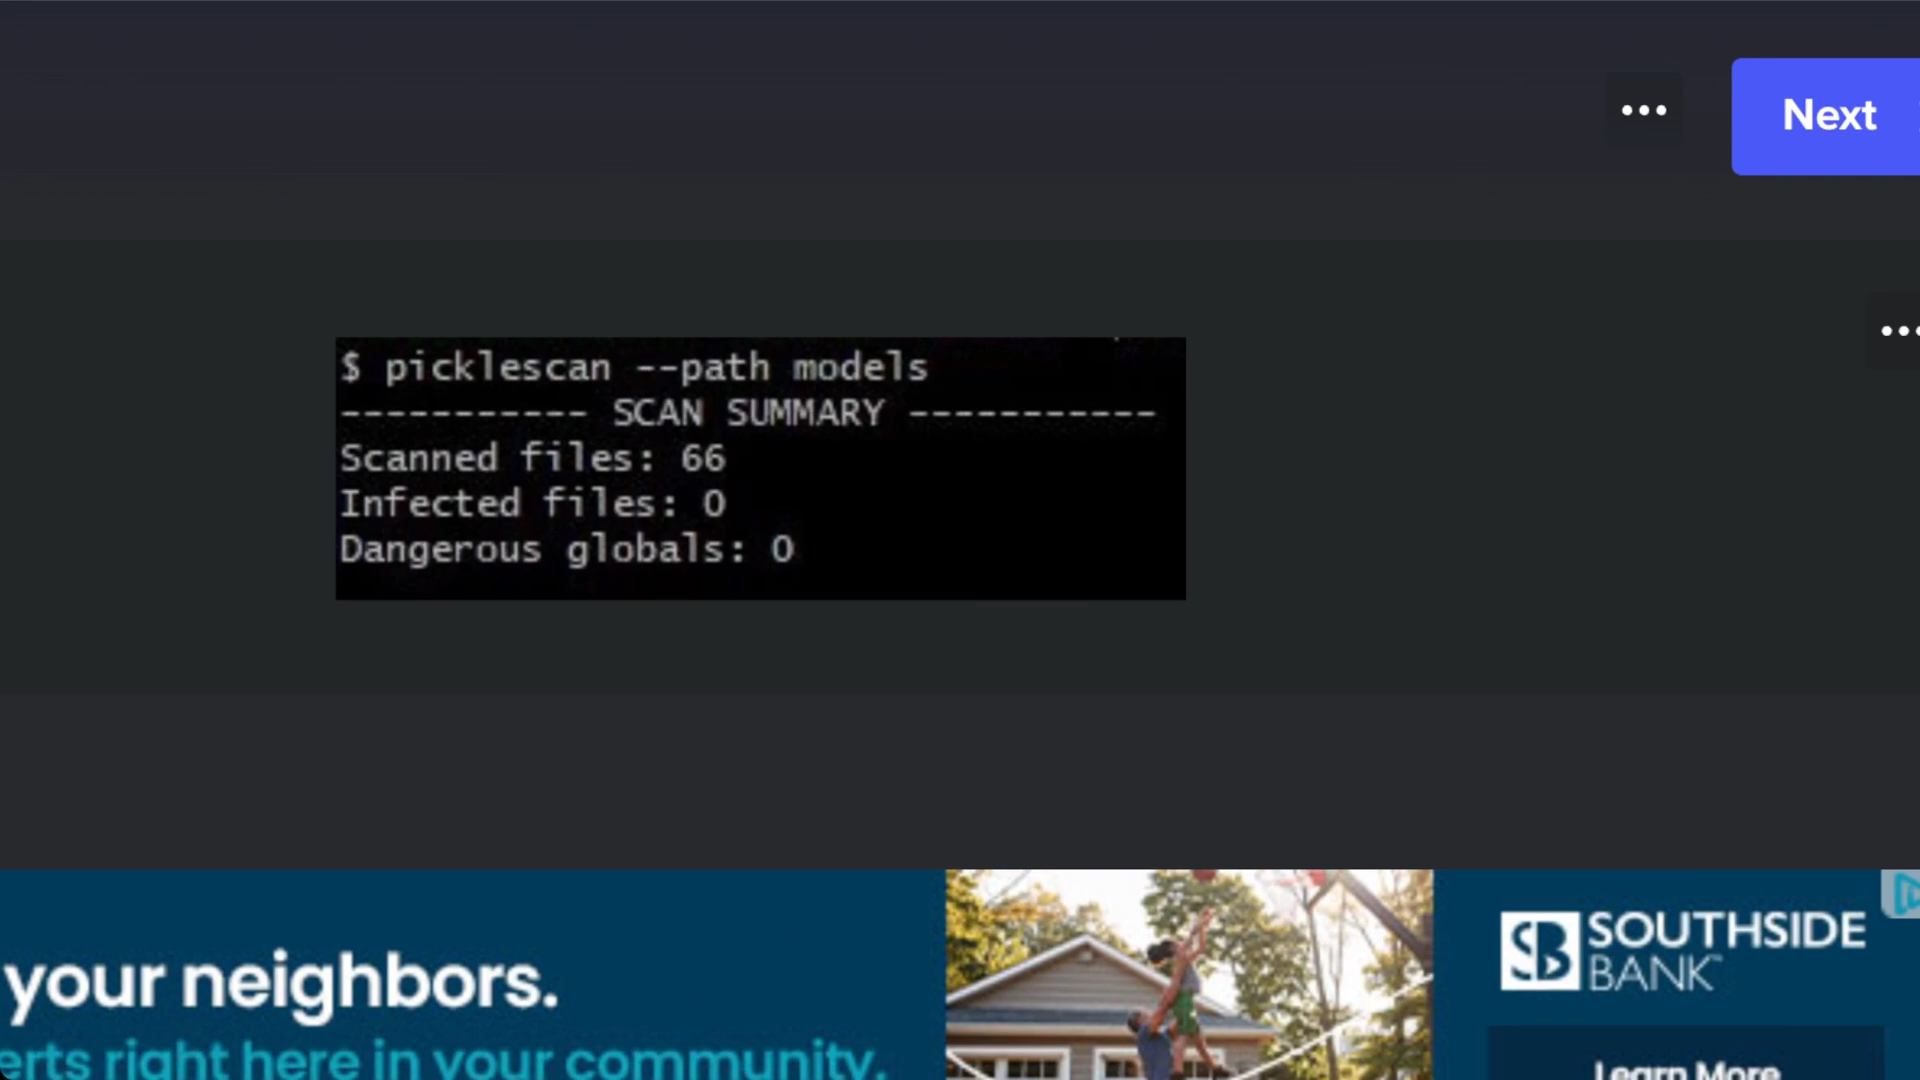 Next
$ picklescan --path models
----------- SCAN SUMMARY -----------
Scanned files: 66
Infected files: 0
Dangerous globals: 0
your neighbors.
right here in your community.
SB SOUTHSIDE
BANK
Learn More